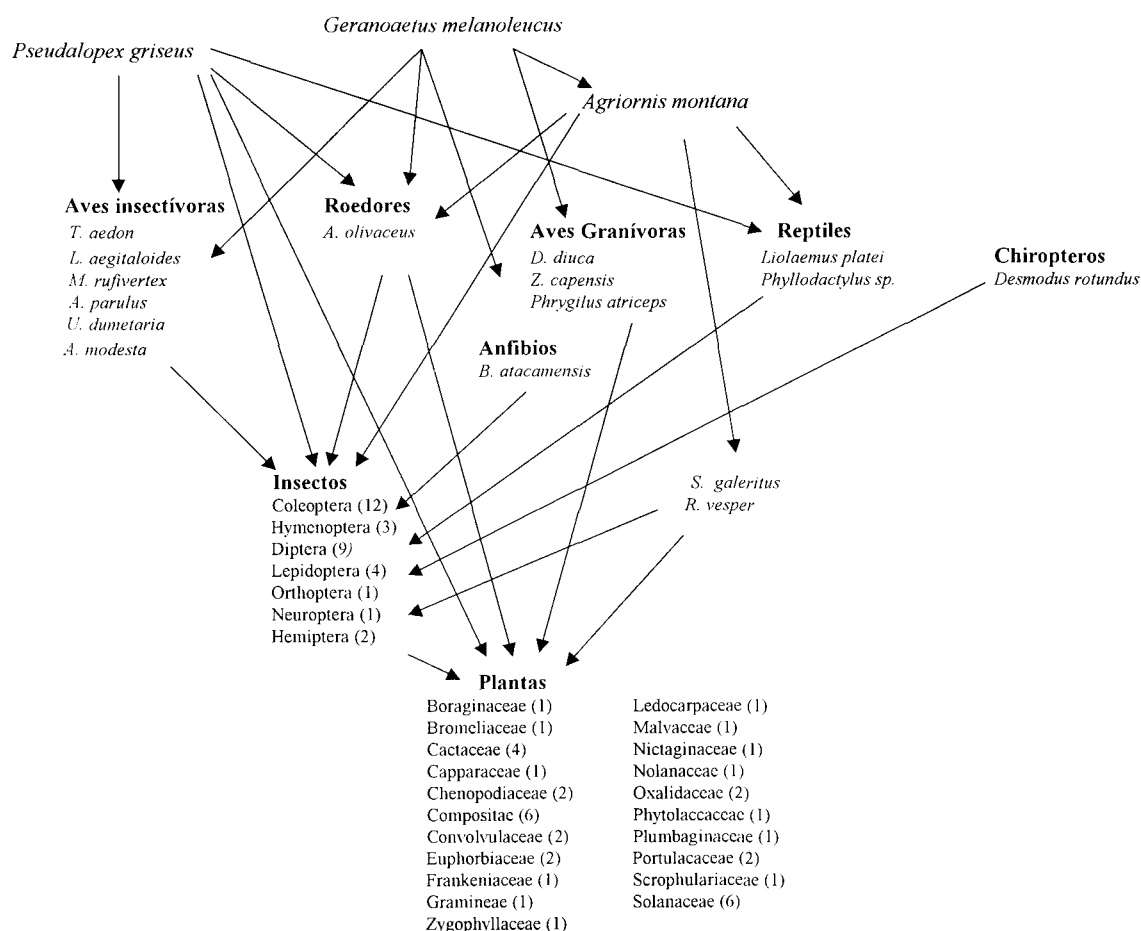 Geranoaetus melanoleucus
Pseudalopex griseus
Agriornis montana
Aves insectívoras
T. aedon
L. aegitaloides
M. rufivertex
A. parulus
U. dumetaria
A. modesta
Roedores
A. olivaceus
Aves Granívoras
D. diuca
Z. capensis
Phrygilus atriceps
Reptiles
Liolaemus platei
Phyllodactylus sp.
Chiropteros
Desmodus rotundus
Anfibios
B. atacamensis
S. galeritus
R. vesper
Insectos
Coleoptera (12)
Hymenoptera (3)
Diptera (9)
Lepidoptera (4)
Orthoptera (1)
Neuroptera (1)
Hemiptera (2)
Plantas
Boraginaceae (1)
Bromeliaceae (1)
Cactaceae (4)
Capparaceae (1)
Chenopodiaceae (2)
Compositae (6)
Convolvulaceae (2)
Euphorbiaceae (2)
Frankeniaceae (1)
Gramineae (1)
Zygophyllaceae (1)
Ledocarpaceae (1)
Malvaceae (1)
Nictaginaceae (1)
Nolanaceae (1)
Oxalidaceae (2)
Phytolaccaceae (1)
Plumbaginaceae (1)
Portulacaceae (2)
Scrophulariaceae (1)
Solanaceae (6)